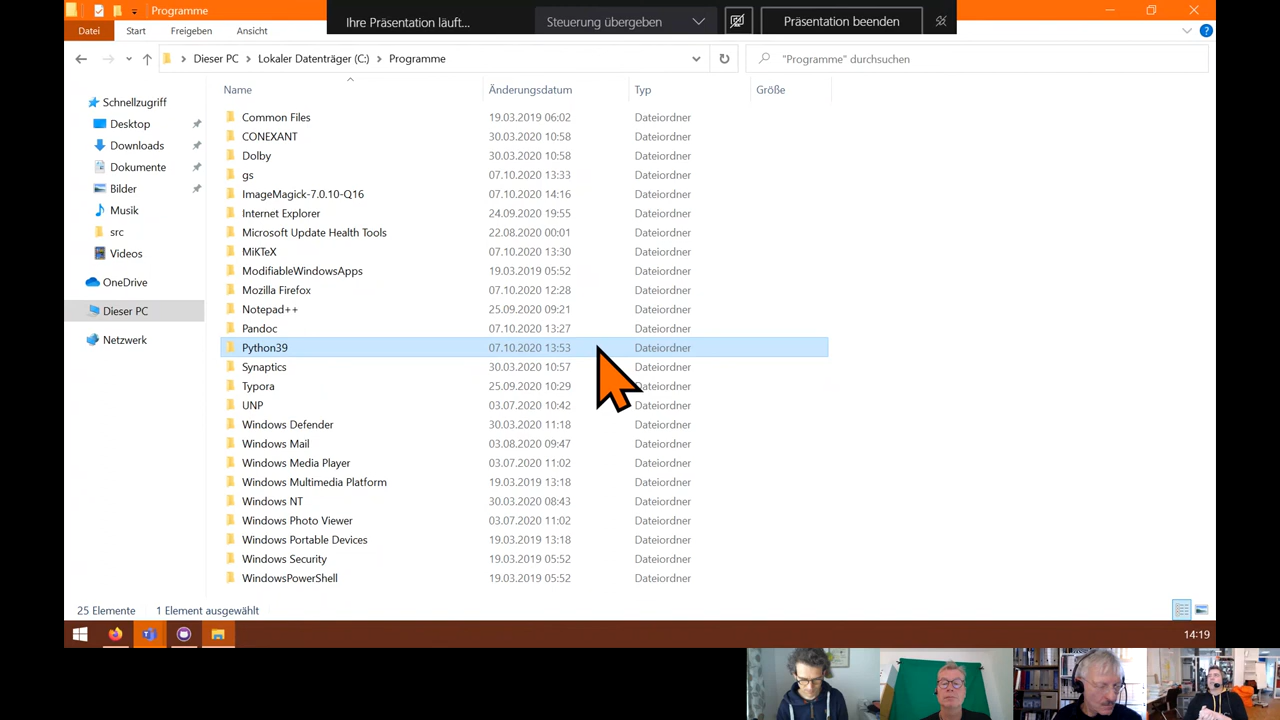 Programme
Ihre Präsentation läuft...
Steuerung übergeben
Präsentation beenden
Datei Start Freigeben Ansicht
Dieser PC Lokaler Datenträger (C:) Programme
"Programme" durchsuchen
Name Änderungsdatum Typ Größe
Schnellzugriff
Desktop
Downloads
Dokumente
Bilder
Musik
src
Videos
OneDrive
Dieser PC
Netzwerk
Common Files 19.03.2019 06:02 Dateiordner
CONEXANT 30.03.2020 10:58 Dateiordner
Dolby 30.03.2020 10:58 Dateiordner
gs 07.10.2020 13:33 Dateiordner
ImageMagick-7.0.10-Q16 07.10.2020 14:16 Dateiordner
Internet Explorer 24.09.2020 19:55 Dateiordner
Microsoft Update Health Tools 22.08.2020 00:01 Dateiordner
MiKTeX 07.10.2020 13:30 Dateiordner
ModifiableWindowsApps 19.03.2019 05:52 Dateiordner
Mozilla Firefox 07.10.2020 12:28 Dateiordner
Notepad++ 25.09.2020 09:21 Dateiordner
Pandoc 07.10.2020 13:27 Dateiordner
Python39 07.10.2020 13:53 Dateiordner
Synaptics 30.03.2020 10:57 Dateiordner
Typora 25.09.2020 10:29 Dateiordner
UNP 03.07.2020 10:42 Dateiordner
Windows Defender 30.03.2020 11:18 Dateiordner
Windows Mail 03.08.2020 09:47 Dateiordner
Windows Media Player 03.07.2020 11:02 Dateiordner
Windows Multimedia Platform 19.03.2019 13:18 Dateiordner
Windows NT 30.03.2020 08:43 Dateiordner
Windows Photo Viewer 03.07.2020 11:02 Dateiordner
Windows Portable Devices 19.03.2019 13:18 Dateiordner
Windows Security 19.03.2019 05:52 Dateiordner
WindowsPowerShell 19.03.2019 05:52 Dateiordner
25 Elemente 1 Element ausgewählt
14:19